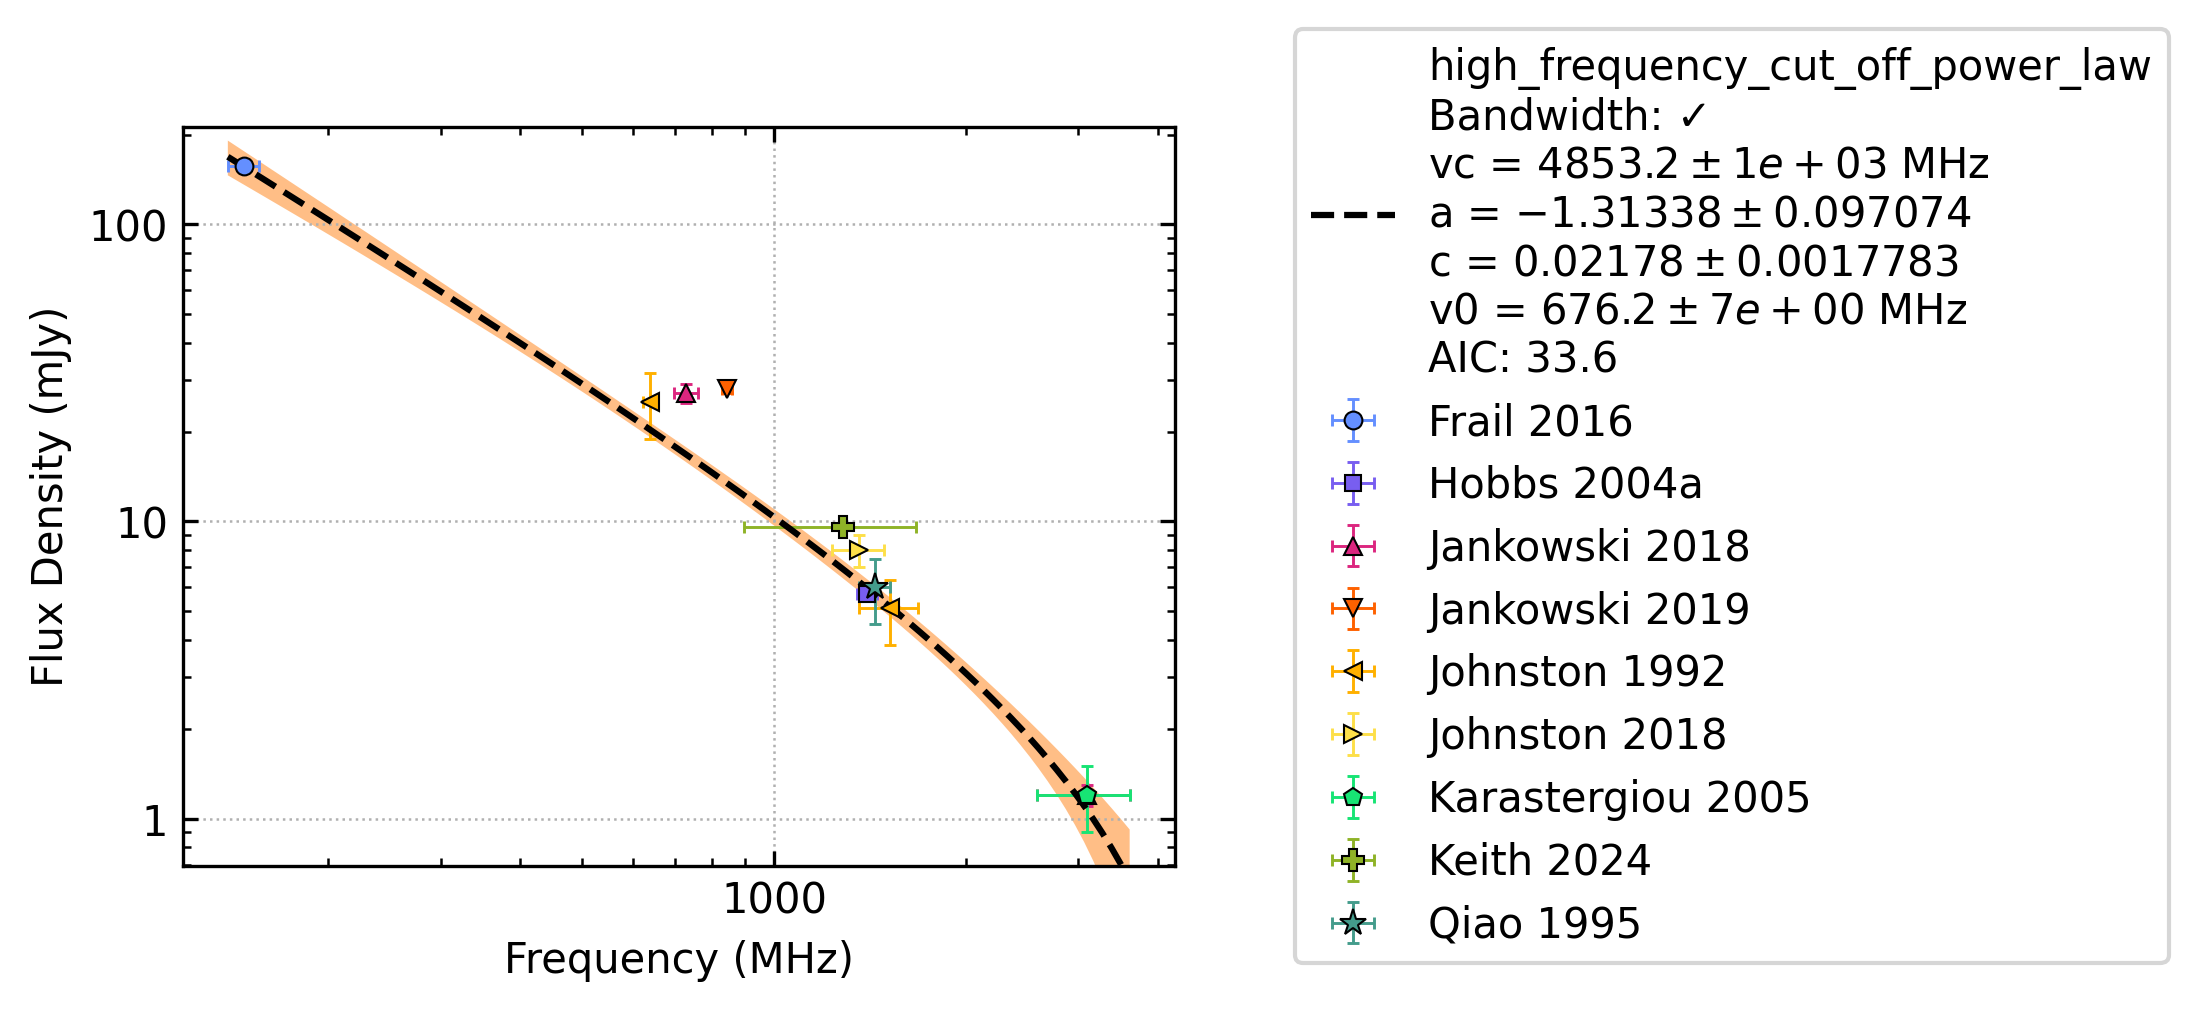 Flux Density (mJy)
100
10
1
1000
Frequency (MHz)
high_frequency_cut_off_power_law
Bandwidth: ✓
vc = 4853.2 ± 1e + 03 MHz
a = −1.31338 ± 0.097074
c = 0.02178 ± 0.0017783
v0 = 676.2 ± 7e + 00 MHz
AIC: 33.6
Frail 2016
Hobbs 2004a
Jankowski 2018
Jankowski 2019
Johnston 1992
Johnston 2018
Karastergiou 2005
Keith 2024
Qiao 1995